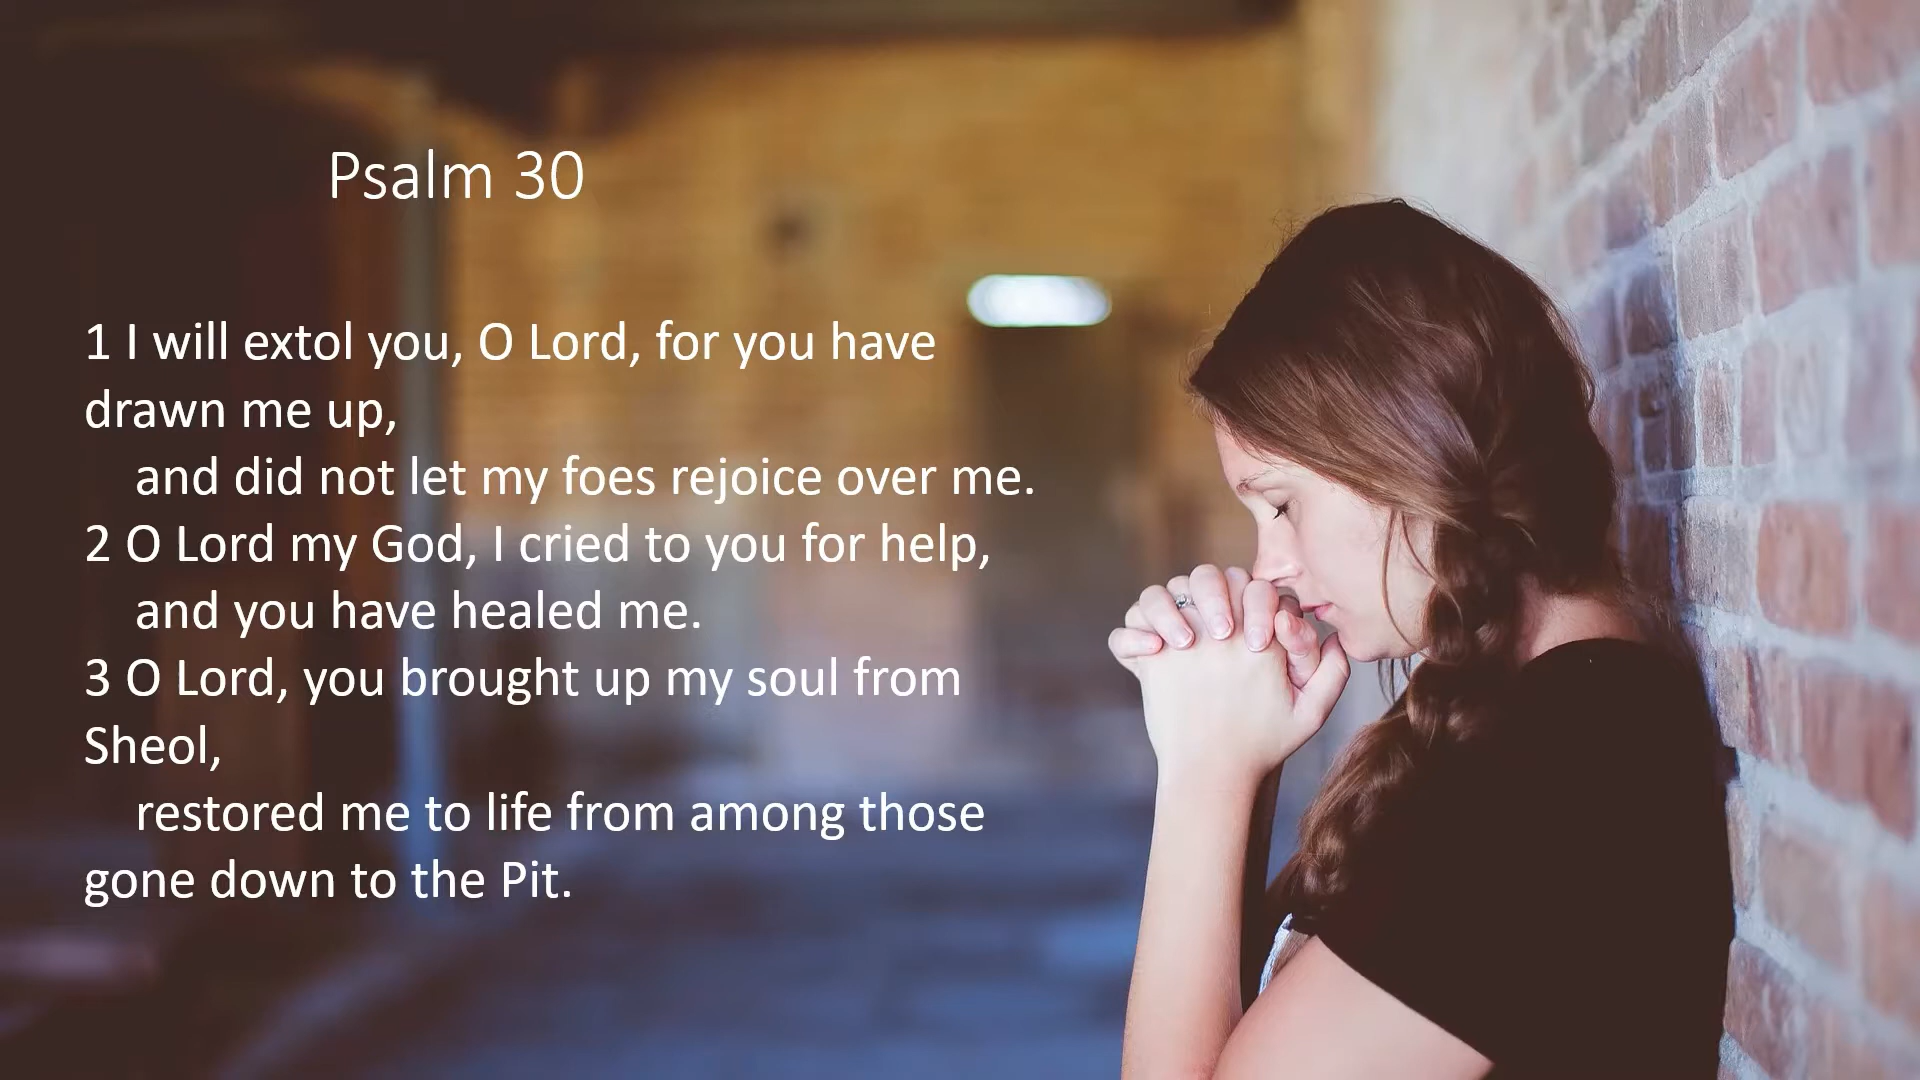 Psalm 30
1 I will extol you, O Lord, for you have
drawn me up,
and did not let my foes rejoice over me.
2 O Lord my God, I cried to you for help,
and you have healed me.
3 O Lord, you brought up my soul from
Sheol,
restored me to life from among those
gone down to the Pit.